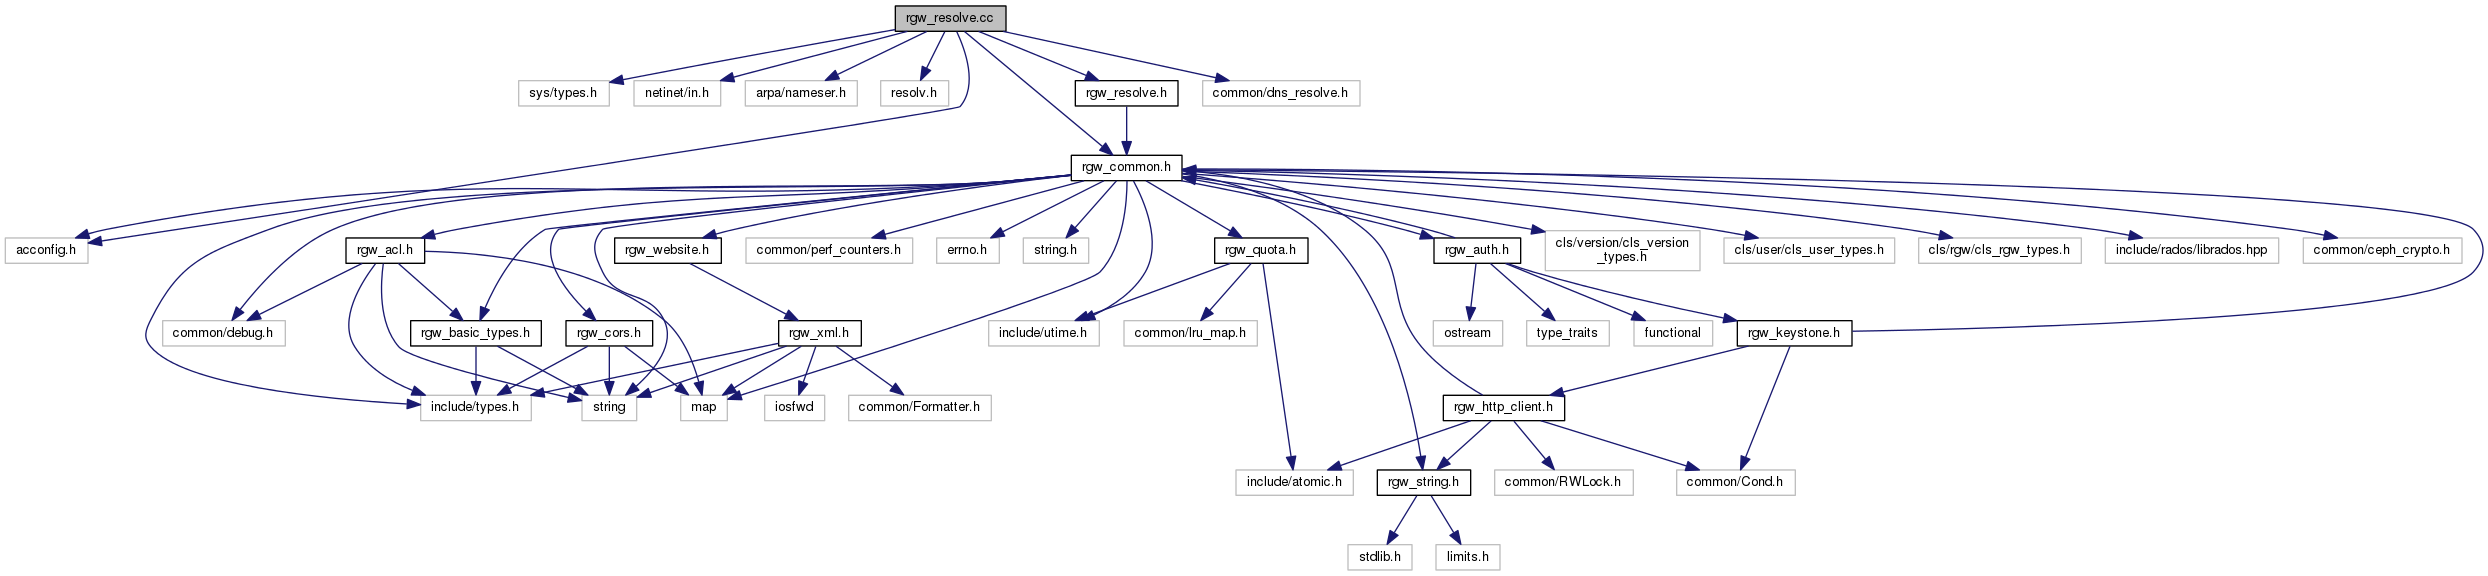 rgw_resolve.cc
sys/types.h
netinet/in.h
arpa/nameser.h
resolv.h
rgw_resolve.h
common/dns_resolve.h
rgw_common.h
acconfig.h
rgw_acl.h
rgw_website.h
common/perf_counters.h
errno.h
string.h
rgw_quota.h
rgw_auth.h
cls/version/cls_version
_types.h
cls/user/cls_user_types.h
cls/rgw/cls_rgw_types.h
include/rados/librados.hpp
common/ceph_crypto.h
common/debug.h
rgw_basic_types.h
rgw_cors.h
rgw_xml.h
include/utime.h
common/lru_map.h
ostream
type_traits
functional
rgw_keystone.h
include/types.h
string
map
iosfwd
common/Formatter.h
rgw_http_client.h
include/atomic.h
rgw_string.h
common/RWLock.h
common/Cond.h
stdlib.h
limits.h